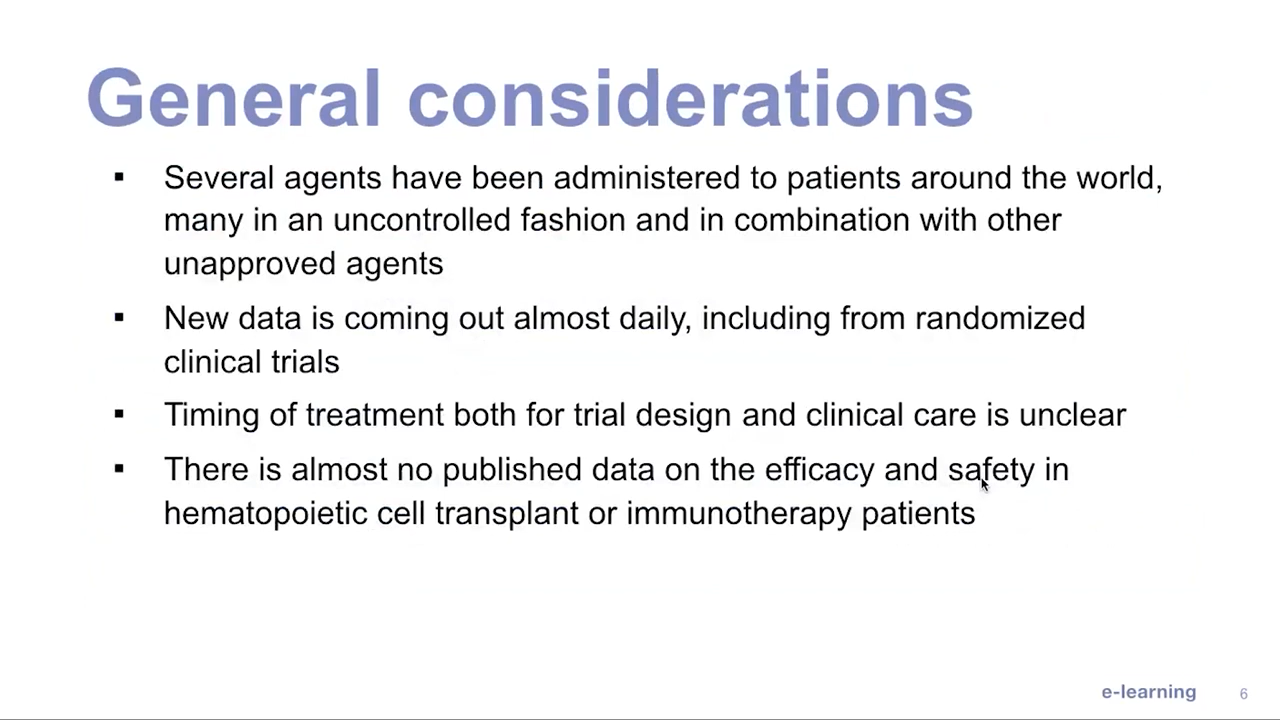 General considerations
▪ Several agents have been administered to patients around the world,
many in an uncontrolled fashion and in combination with other
unapproved agents
▪ New data is coming out almost daily, including from randomized
clinical trials
▪ Timing of treatment both for trial design and clinical care is unclear
▪ There is almost no published data on the efficacy and safety in
hematopoietic cell transplant or immunotherapy patients
e-learning 6